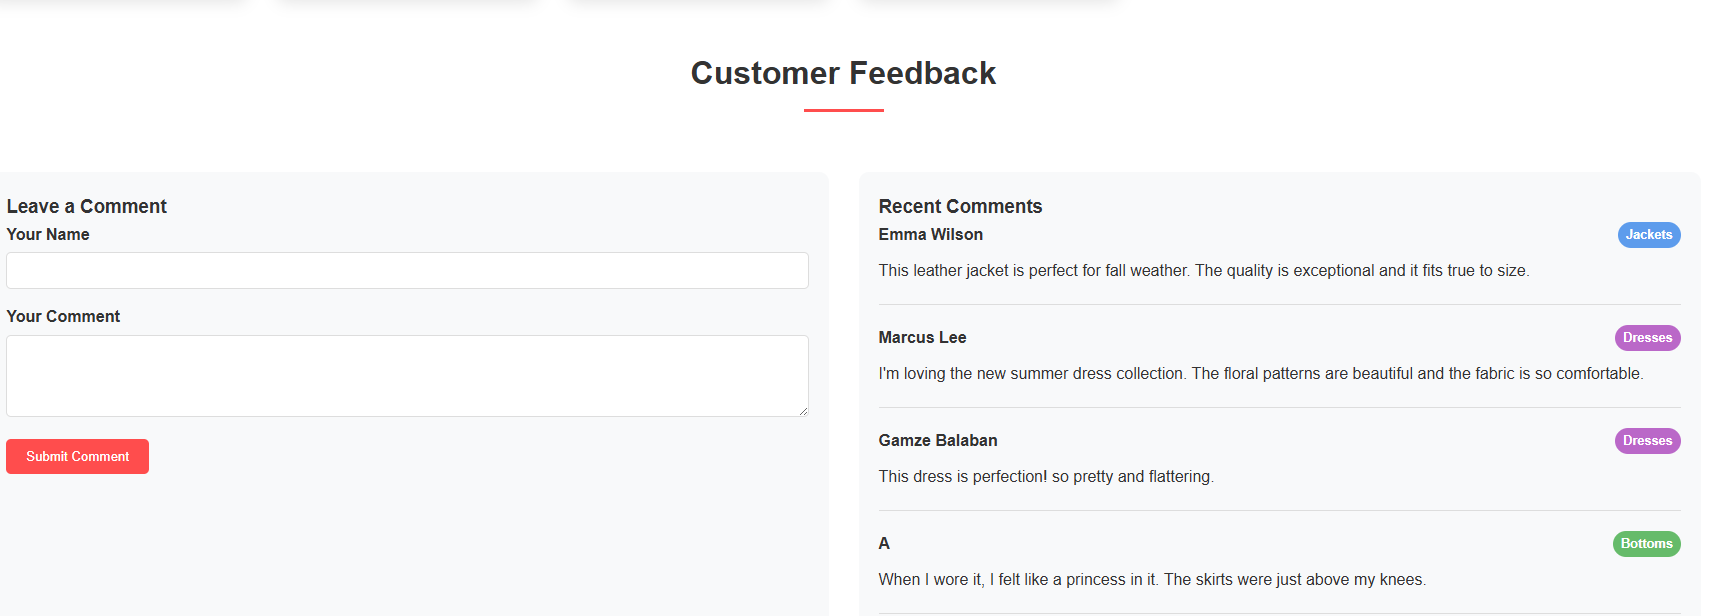 Customer Feedback
Leave a Comment
Your Name
Your Comment
Submit Comment
Recent Comments
Emma Wilson
Jackets
This leather jacket is perfect for fall weather. The quality is exceptional and it fits true to size.
Marcus Lee
Dresses
I'm loving the new summer dress collection. The floral patterns are beautiful and the fabric is so comfortable.
Gamze Balaban
Dresses
This dress is perfection! so pretty and flattering.
A
Bottoms
When I wore it, I felt like a princess in it. The skirts were just above my knees.